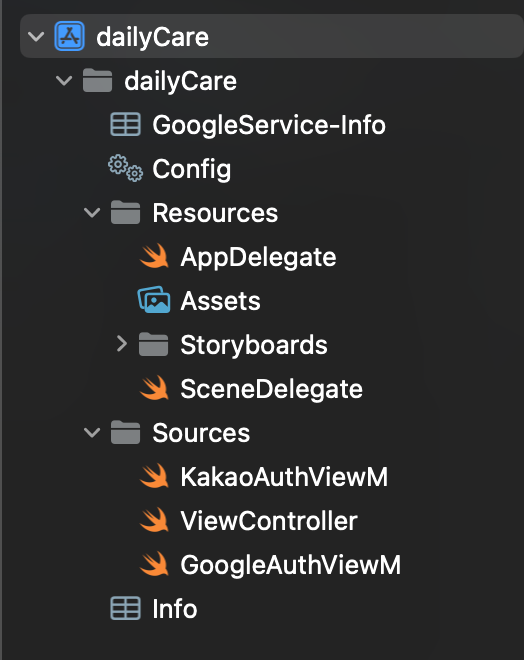 dailyCare
dailyCare
GoogleService-Info
Config
Resources
AppDelegate
Assets
Storyboards
SceneDelegate
Sources
KakaoAuthViewM
ViewController
GoogleAuthViewM
Info